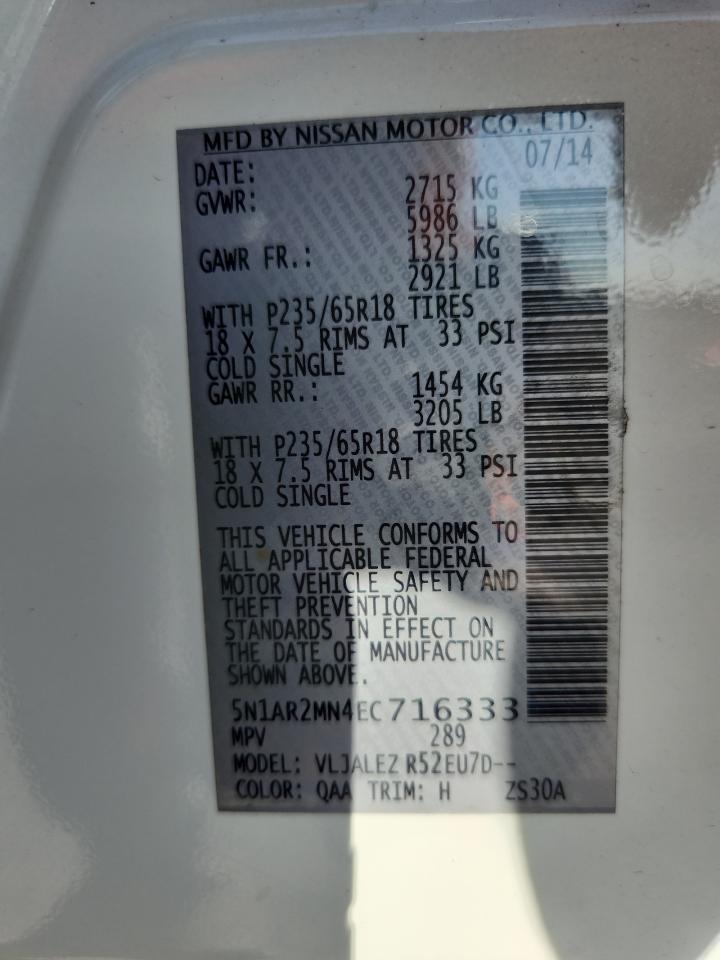 MFD BY NISSAN MOTOR CO., LTD.
DATE: 07/14
GVWR: 2715 KG
5986 LB
GAWR FR.: 1325 KG
2921 LB
WITH P235/65R18 TIRES
18 X 7.5 RIMS AT 33 PSI
COLD SINGLE
GAWR RR.: 1454 KG
3205 LB
WITH P235/65R18 TIRES
18 X 7.5 RIMS AT 33 PSI
COLD SINGLE
THIS VEHICLE CONFORMS TO
ALL APPLICABLE FEDERAL
MOTOR VEHICLE SAFETY AND
THEFT PREVENTION
STANDARDS IN EFFECT ON
THE DATE OF MANUFACTURE
SHOWN ABOVE.
5N1AR2MN4EC716333
MPV 289
MODEL: VLJALEZ R52EU7D--
COLOR: QAA TRIM: H ZS30A